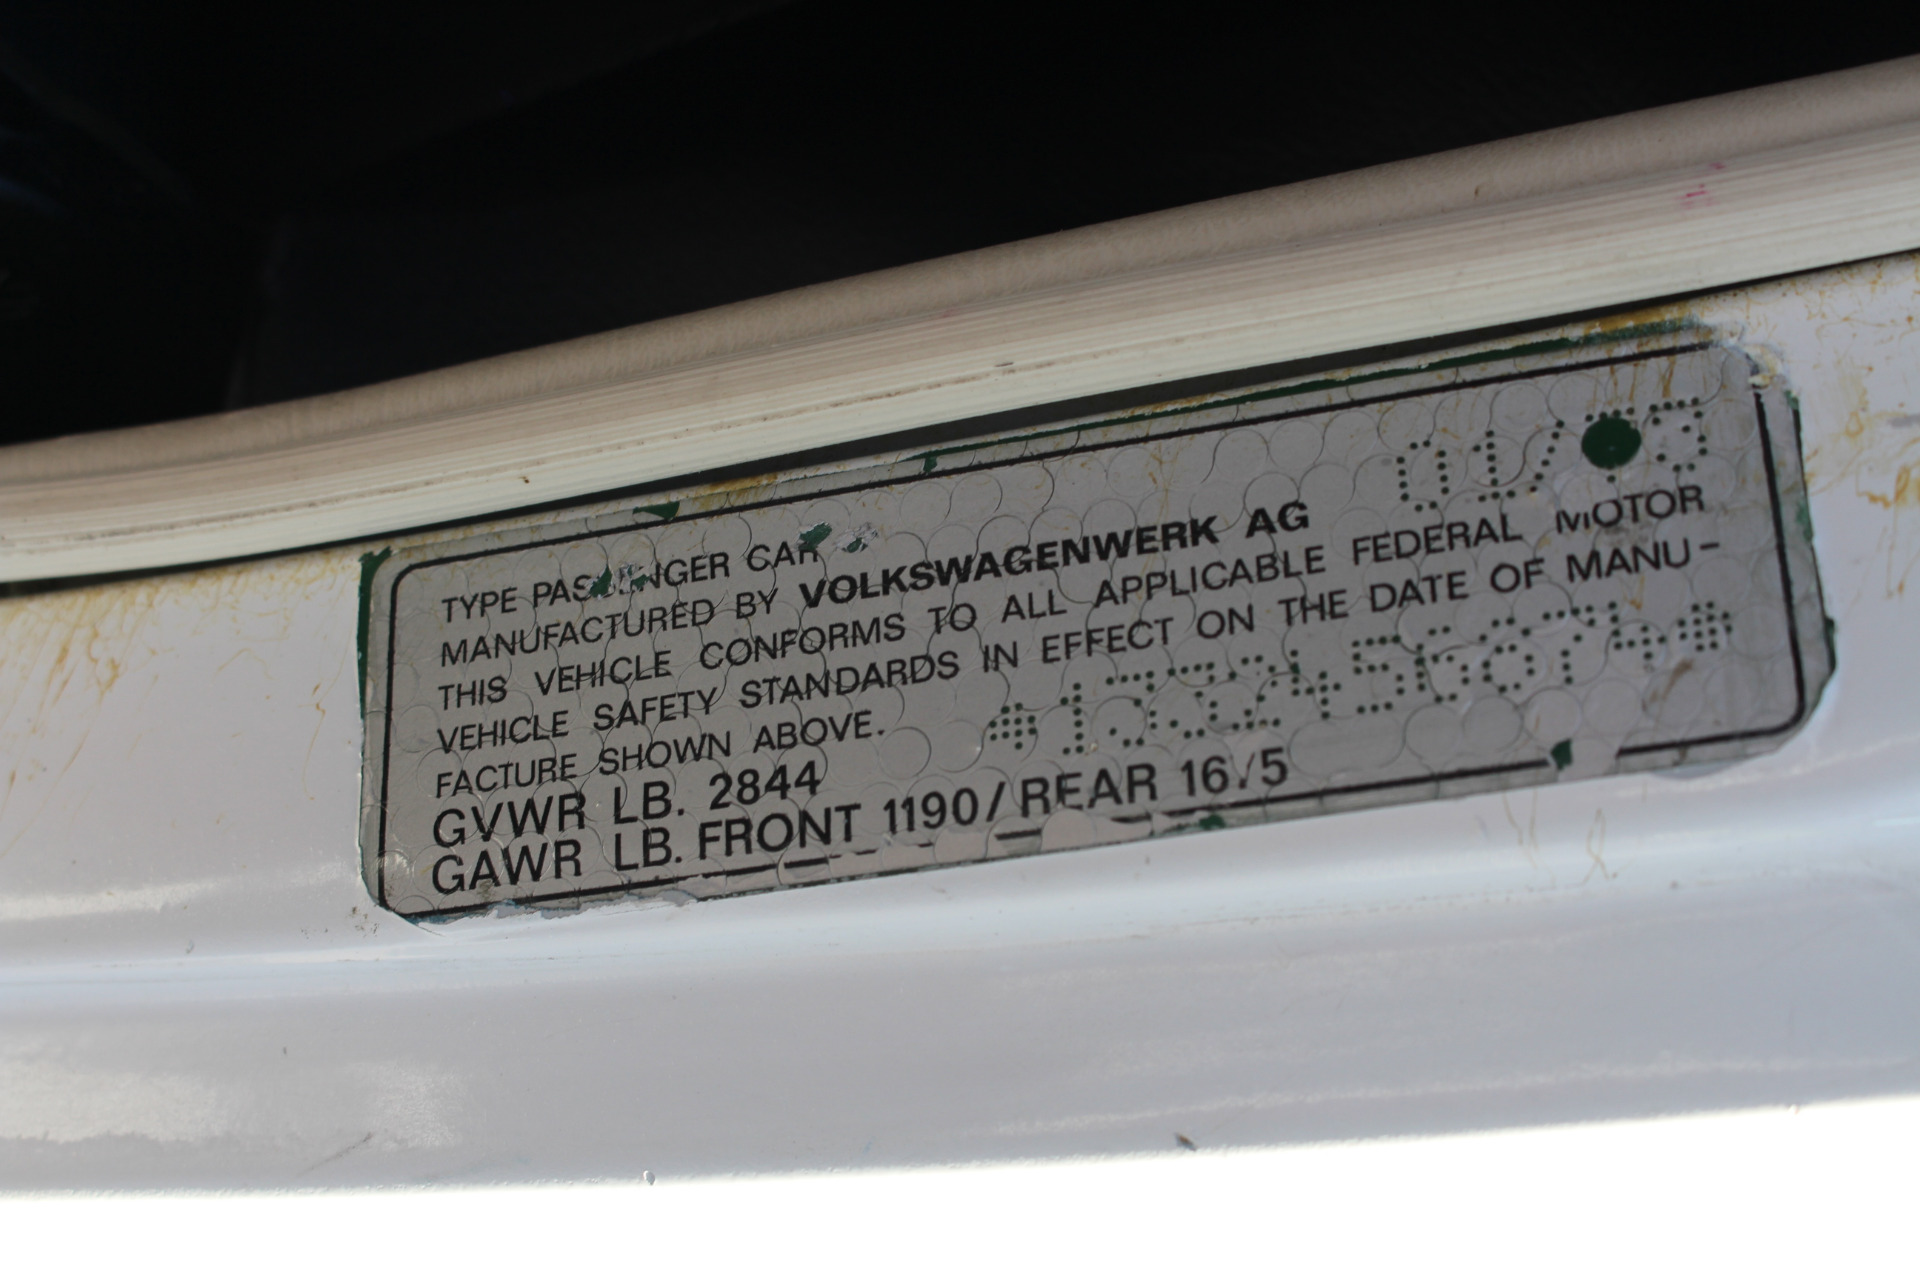 TYPE PASSENGER CAR
MANUFACTURED BY VOLKSWAGENWERK AG 01/73
THIS VEHICLE CONFORMS TO ALL APPLICABLE FEDERAL MOTOR
VEHICLE SAFETY STANDARDS IN EFFECT ON THE DATE OF MANU-
FACTURE SHOWN ABOVE. *1332456074*
GVWR LB. 2844
GAWR LB. FRONT 1190/REAR 1675